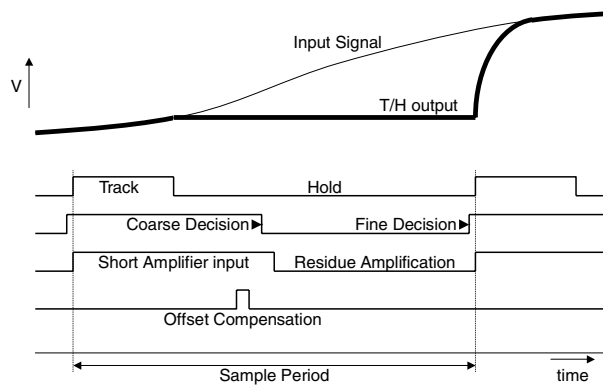 Input Signal
V
T/H output
Track
Hold
Coarse Decision
Fine Decision
Short Amplifier input
Residue Amplification
Offset Compensation
Sample Period
time